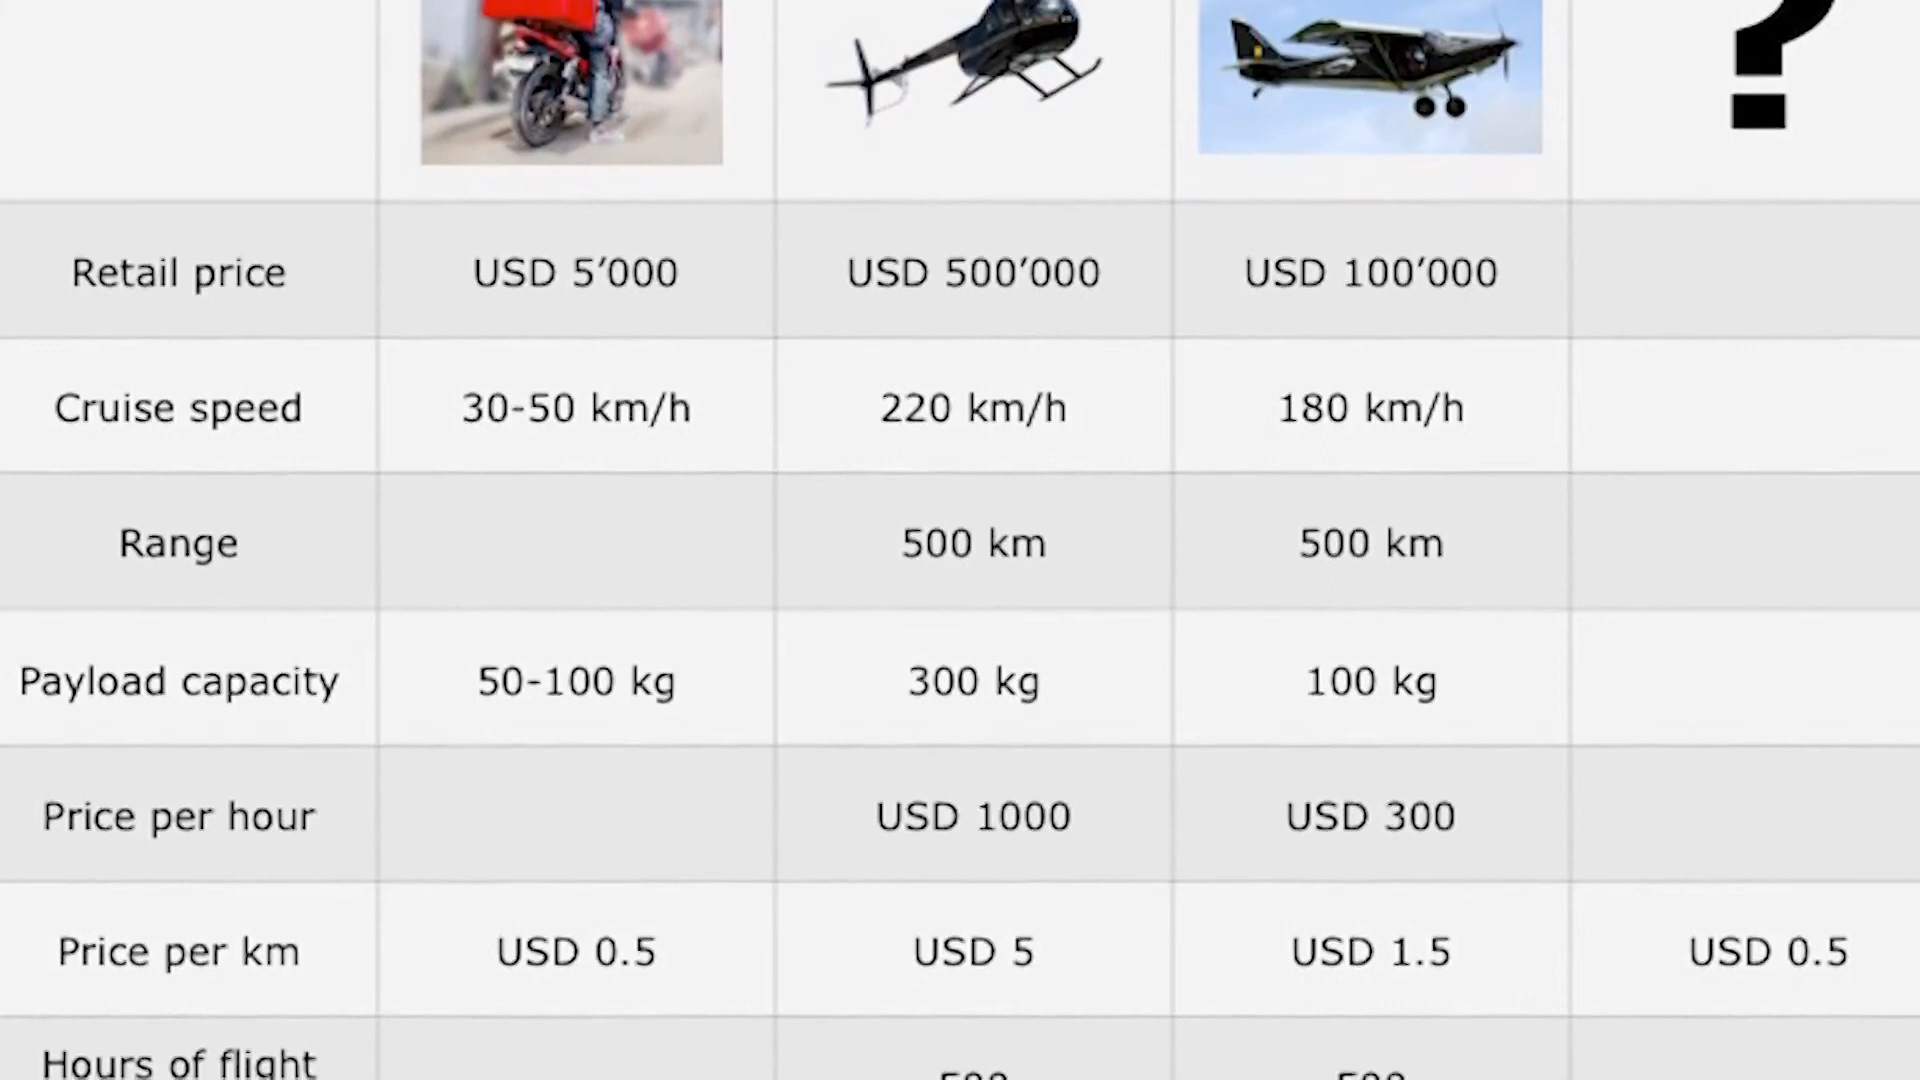 ?
Retail price USD 5’000 USD 500’000 USD 100’000
Cruise speed 30-50 km/h 220 km/h 180 km/h
Range 500 km 500 km
Payload capacity 50-100 kg 300 kg 100 kg
Price per hour USD 1000 USD 300
Price per km USD 0.5 USD 5 USD 1.5 USD 0.5
Hours of flight